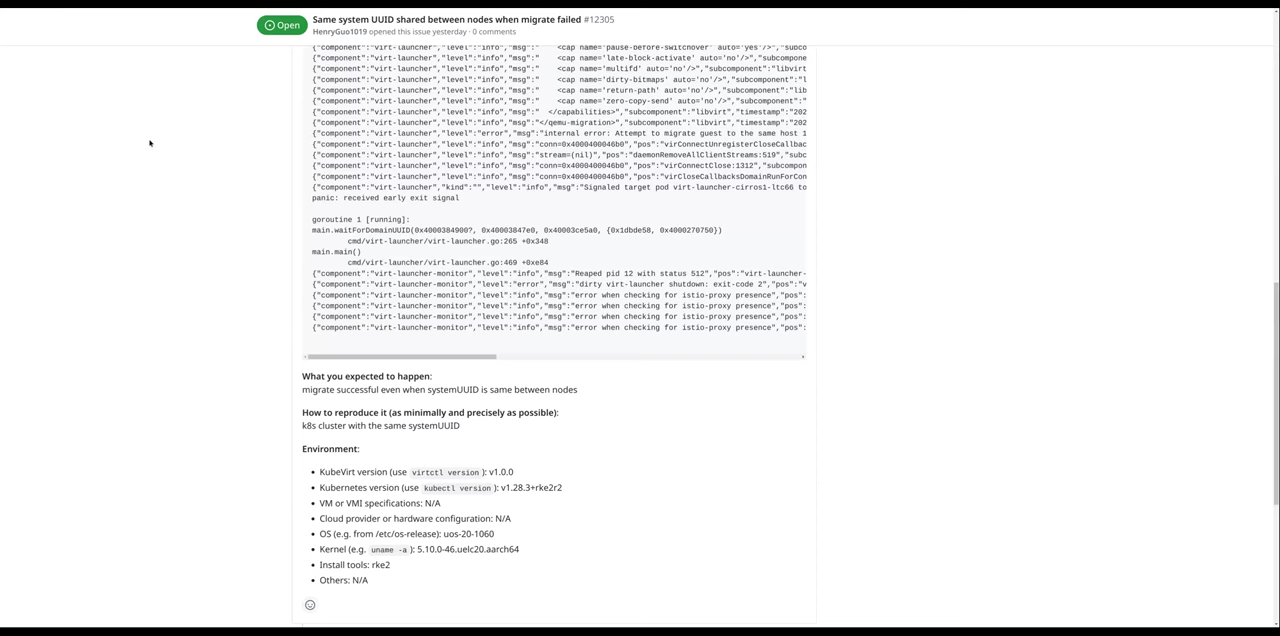 Open
Same system UUID shared between nodes when migrate failed #12305
HenryGuo1019 opened this issue yesterday · 0 comments
{"component":"virt-launcher","level":"info","msg":"    <cap name='pause-before-switchover' auto='yes'/>","subco
{"component":"virt-launcher","level":"info","msg":"    <cap name='late-block-activate' auto='no'/>","subcompone
{"component":"virt-launcher","level":"info","msg":"    <cap name='multifd' auto='no'/>","subcomponent":"libvirt
{"component":"virt-launcher","level":"info","msg":"    <cap name='dirty-bitmaps' auto='no'/>","subcomponent":"l
{"component":"virt-launcher","level":"info","msg":"    <cap name='return-path' auto='no'/>","subcomponent":"lib
{"component":"virt-launcher","level":"info","msg":"    <cap name='zero-copy-send' auto='no'/>","subcomponent":"
{"component":"virt-launcher","level":"info","msg":"  </capabilities>","subcomponent":"libvirt","timestamp":"202
{"component":"virt-launcher","level":"info","msg":"</qemu-migration>","subcomponent":"libvirt","timestamp":"202
{"component":"virt-launcher","level":"error","msg":"internal error: Attempt to migrate guest to the same host 1
{"component":"virt-launcher","level":"info","msg":"conn=0x4000400046b0","pos":"virConnectUnregisterCloseCallbac
{"component":"virt-launcher","level":"info","msg":"stream=(nil)","pos":"daemonRemoveAllClientStreams:519","subc
{"component":"virt-launcher","level":"info","msg":"conn=0x4000400046b0","pos":"virConnectClose:1312","subcompon
{"component":"virt-launcher","level":"info","msg":"conn=0x4000400046b0","pos":"virCloseCallbacksDomainRunForCon
{"component":"virt-launcher","kind":"","level":"info","msg":"Signaled target pod virt-launcher-cirros1-ltc66 to
panic: received early exit signal
goroutine 1 [running]:
main.waitForDomainUUID(0x4000384900?, 0x40003847e0, 0x40003ce5a0, {0x1dbde58, 0x4000270750})
cmd/virt-launcher/virt-launcher.go:265 +0x348
main.main()
cmd/virt-launcher/virt-launcher.go:469 +0xe84
{"component":"virt-launcher-monitor","level":"info","msg":"Reaped pid 12 with status 512","pos":"virt-launcher-
{"component":"virt-launcher-monitor","level":"error","msg":"dirty virt-launcher shutdown: exit-code 2","pos":"v
{"component":"virt-launcher-monitor","level":"info","msg":"error when checking for istio-proxy presence","pos":
{"component":"virt-launcher-monitor","level":"info","msg":"error when checking for istio-proxy presence","pos":
{"component":"virt-launcher-monitor","level":"info","msg":"error when checking for istio-proxy presence","pos":
{"component":"virt-launcher-monitor","level":"info","msg":"error when checking for istio-proxy presence","pos":
What you expected to happen:
migrate successful even when systemUUID is same between nodes
How to reproduce it (as minimally and precisely as possible):
k8s cluster with the same systemUUID
Environment:
• KubeVirt version (use virtctl version): v1.0.0
• Kubernetes version (use kubectl version): v1.28.3+rke2r2
• VM or VMI specifications: N/A
• Cloud provider or hardware configuration: N/A
• OS (e.g. from /etc/os-release): uos-20-1060
• Kernel (e.g. uname -a): 5.10.0-46.uelc20.aarch64
• Install tools: rke2
• Others: N/A